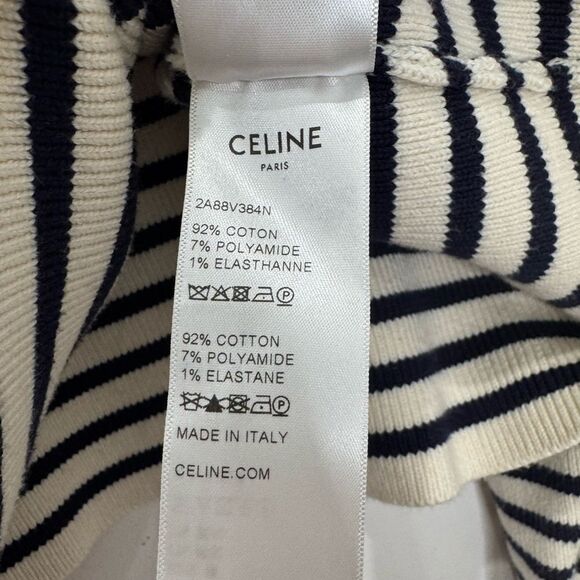 CELINE
PARIS
2A88V384N
92% COTON
7% POLYAMIDE
1% ELASTHANNE
92% COTTON
7% POLYAMIDE
1% ELASTANE
MADE IN ITALY
CELINE.COM